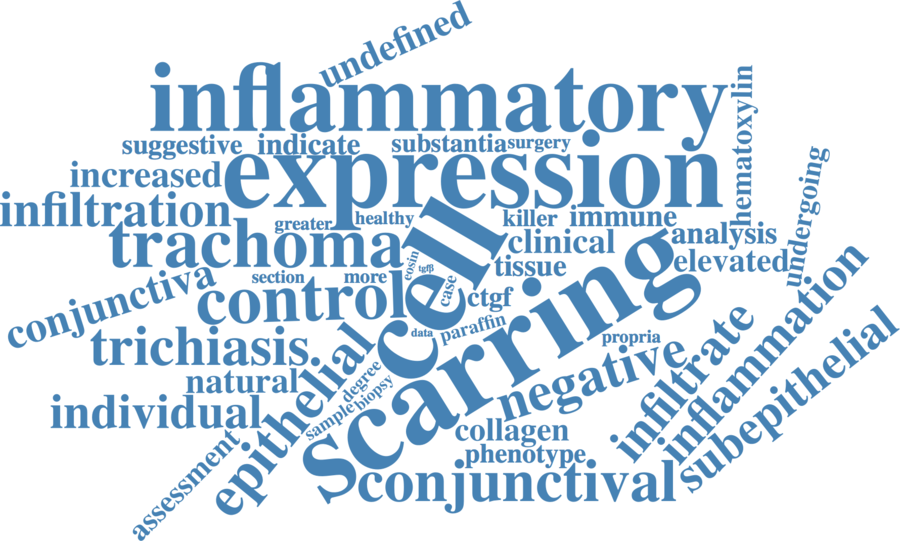 undefined
inflammatory
hematoxylin
suggestive
indicate
substantia
surgery
expression
increased
undergoing
infiltration
greater
healthy
killer
immune
trachoma
cell
clinical
analysis
conjunctiva
section
more
eosin
tgfβ
case
tissue
elevated
control
ctgf
data
paraffin
scarring
propria
trichiasis
epithelial
natural
degree
biopsy
sample
negative
infiltrate
inflammation
subepithelial
individual
collagen
phenotype
assessment
conjunctival